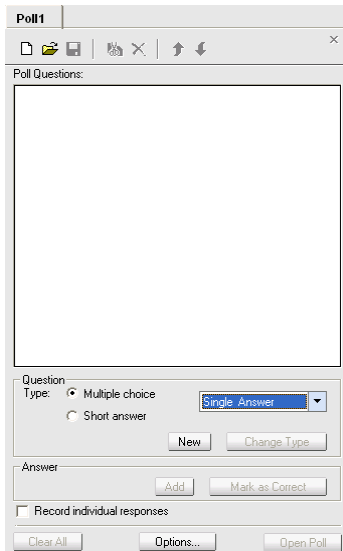 Poll1
Poll Questions:
Question
Type: Multiple choice Single Answer
Short answer
New Change Type
Answer
Add Mark as Correct
Record individual responses
Clear All Options... Open Poll